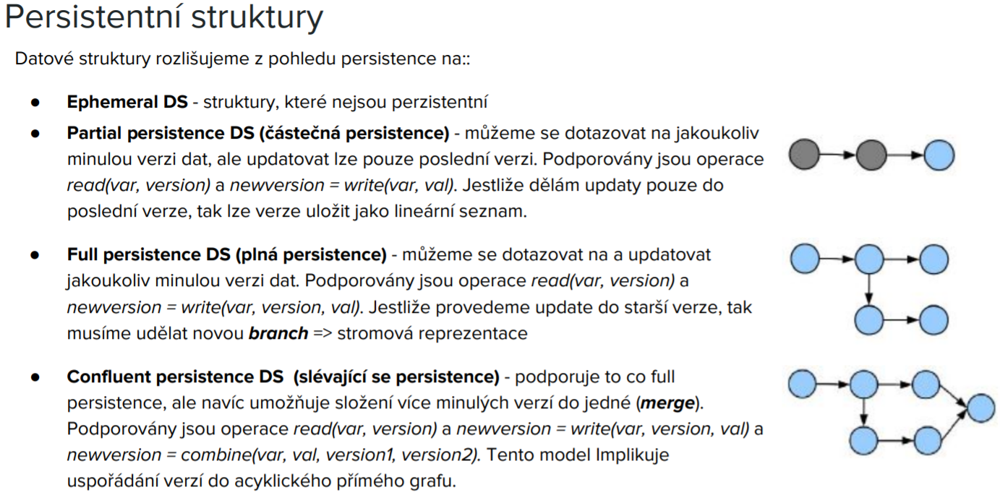 Persistentní struktury
Datové struktury rozlišujeme z pohledu persistence na::
● Ephemeral DS - struktury, které nejsou perzistentní
● Partial persistence DS (částečná persistence) - můžeme se dotazovat na jakoukoliv
minulou verzi dat, ale updatovat lze pouze poslední verzi. Podporovány jsou operace
read(var, version) a newversion = write(var, val). Jestliže dělám updaty pouze do
poslední verze, tak lze verze uložit jako lineární seznam.
● Full persistence DS (plná persistence) - můžeme se dotazovat na a updatovat
jakoukoliv minulou verzi dat. Podporovány jsou operace read(var, version) a
newversion = write(var, version, val). Jestliže provedeme update do starší verze, tak
musíme udělat novou branch => stromová reprezentace
● Confluent persistence DS (slévající se persistence) - podporuje to co full
persistence, ale navíc umožňuje složení více minulých verzí do jedné (merge).
Podporovány jsou operace read(var, version) a newversion = write(var, version, val) a
newversion = combine(var, val, version1, version2). Tento model Implikuje
uspořádání verzí do acyklického přímého grafu.